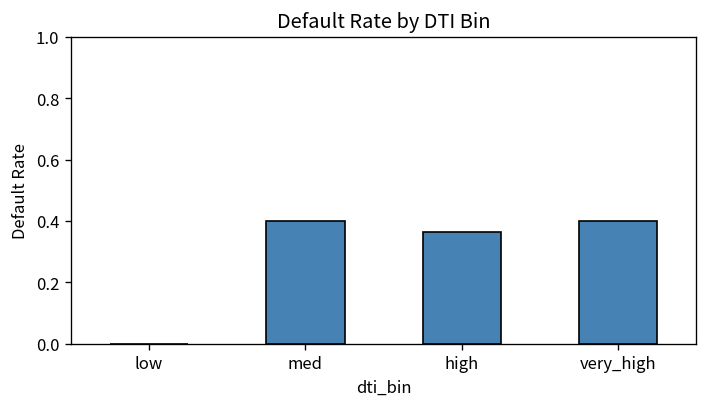 Default Rate by DTI Bin
1.0
0.8
0.6
0.4
0.2
0.0
Default Rate
low
med
high
very_high
dti_bin